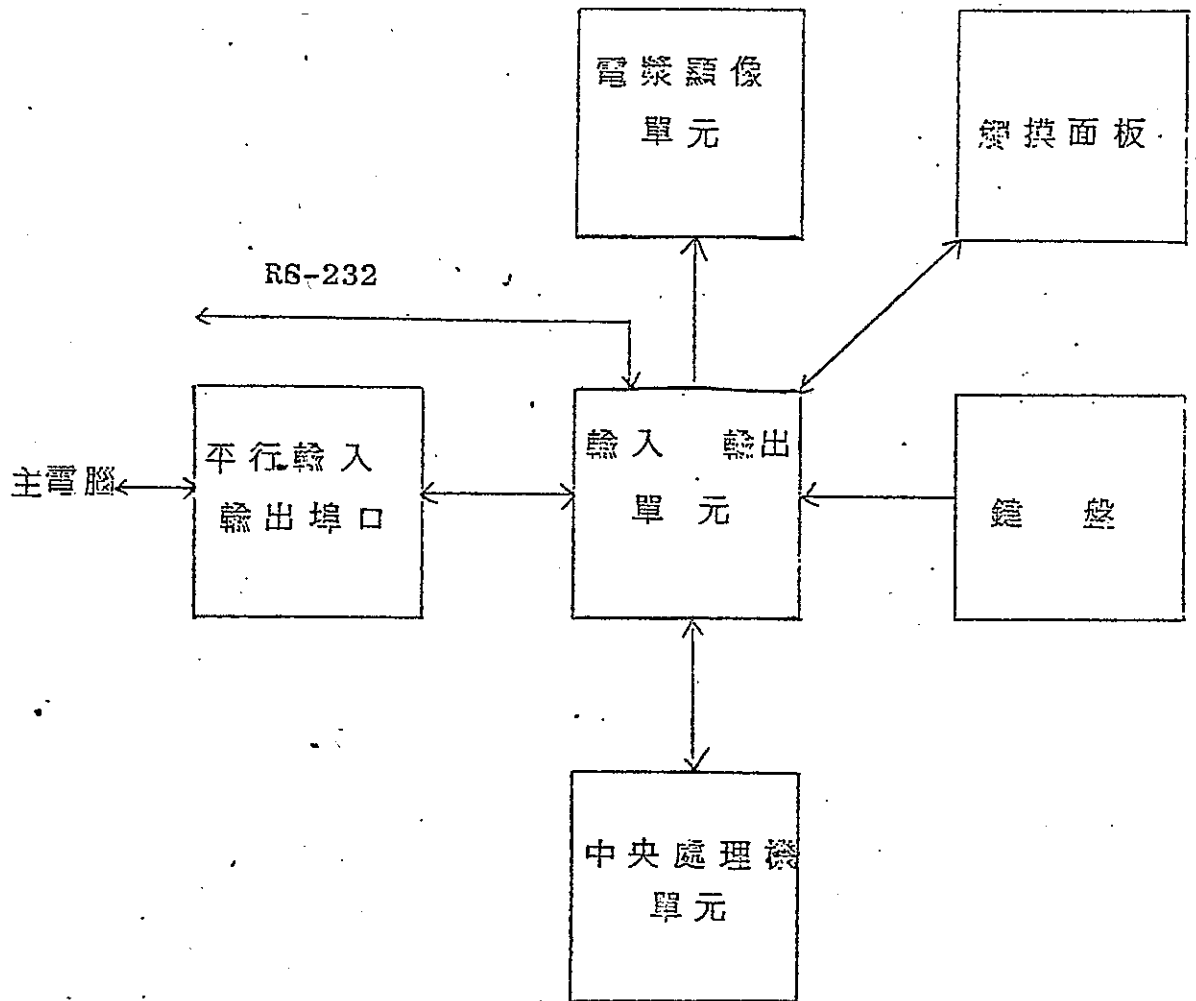 電漿顯像
單元
觸摸面板
RS-232
平行輸入
輸出埠口
輸入 輸出
單元
主電腦
鍵 盤
中央處理機
單元